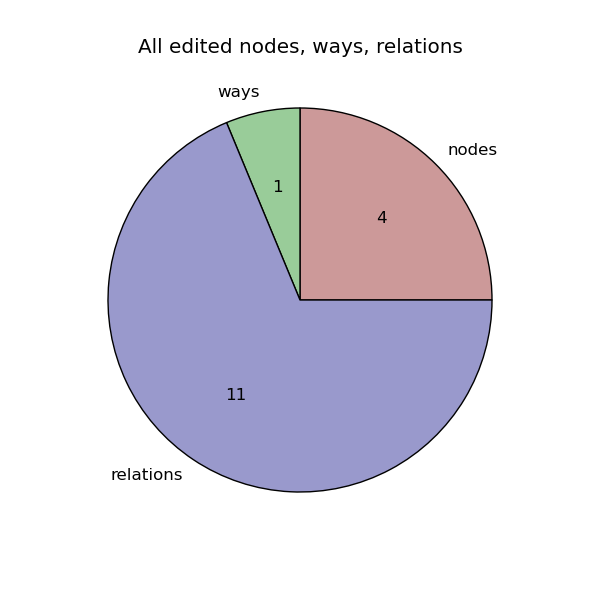 All edited nodes, ways, relations
ways
nodes
1
4
11
relations